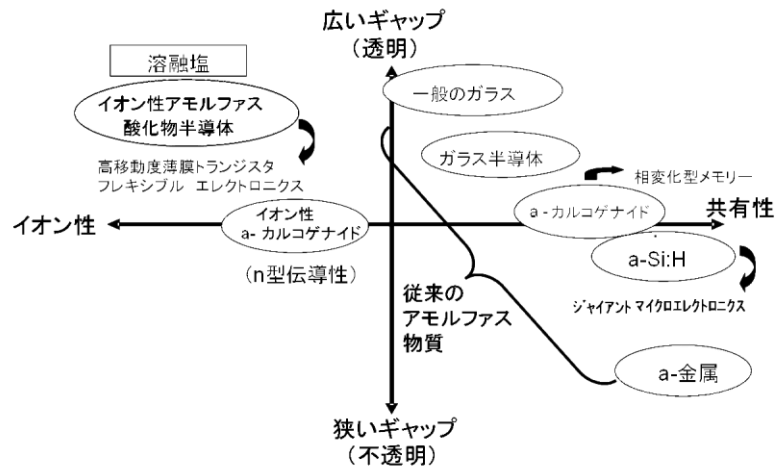 広いギャップ
（透明）
溶融塩
イオン性アモルファス
酸化物半導体
一般のガラス
ガラス半導体
高移動度薄膜トランジスタ
フレキシブル エレクトロニクス
相変化型メモリー
イオン性
イオン性
a- カルコゲナイド
a - カルコゲナイド
共有性
（n型伝導性）
a-Si:H
従来の
アモルファス
物質
ジャイアントマイクロエレクトロニクス
a-金属
狭いギャップ
（不透明）